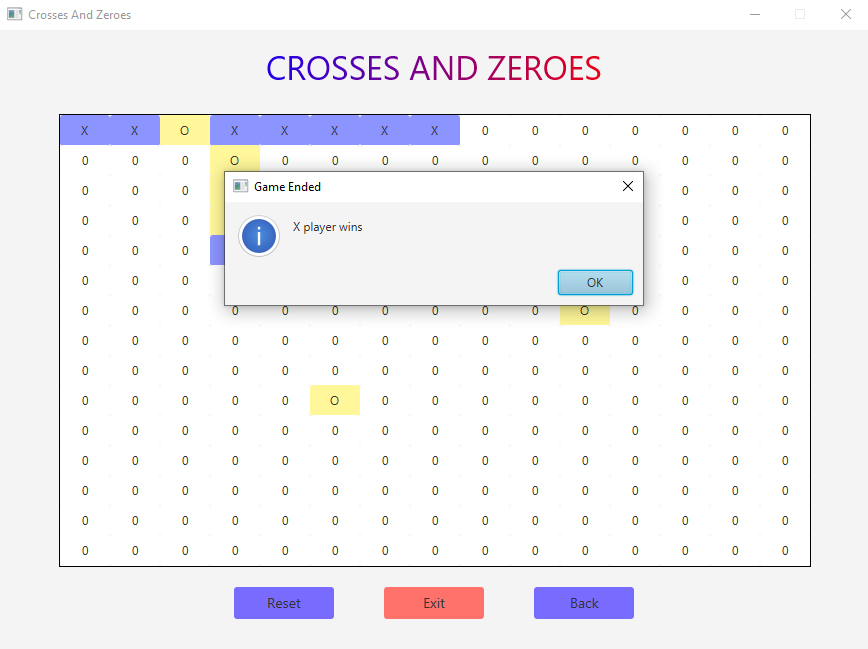 Crosses And Zeroes
CROSSES AND ZEROES
X X O X X X X X 0 0 0 0 0 0 0
0 0 0 O 0 0 0 0 0 0 0 0 0 0 0
Game Ended
0 0 0 0 0 0
0 0 0 X player wins 0 0 0
0 0 0 0 0 0
0 0 0 OK 0 0 0
0 0 0 0 0 0 0 0 0 0 O 0 0 0 0
0 0 0 0 0 0 0 0 0 0 0 0 0 0 0
0 0 0 0 0 0 0 0 0 0 0 0 0 0 0
0 0 0 0 0 O 0 0 0 0 0 0 0 0 0
0 0 0 0 0 0 0 0 0 0 0 0 0 0 0
0 0 0 0 0 0 0 0 0 0 0 0 0 0 0
0 0 0 0 0 0 0 0 0 0 0 0 0 0 0
0 0 0 0 0 0 0 0 0 0 0 0 0 0 0
0 0 0 0 0 0 0 0 0 0 0 0 0 0 0
Reset Exit Back